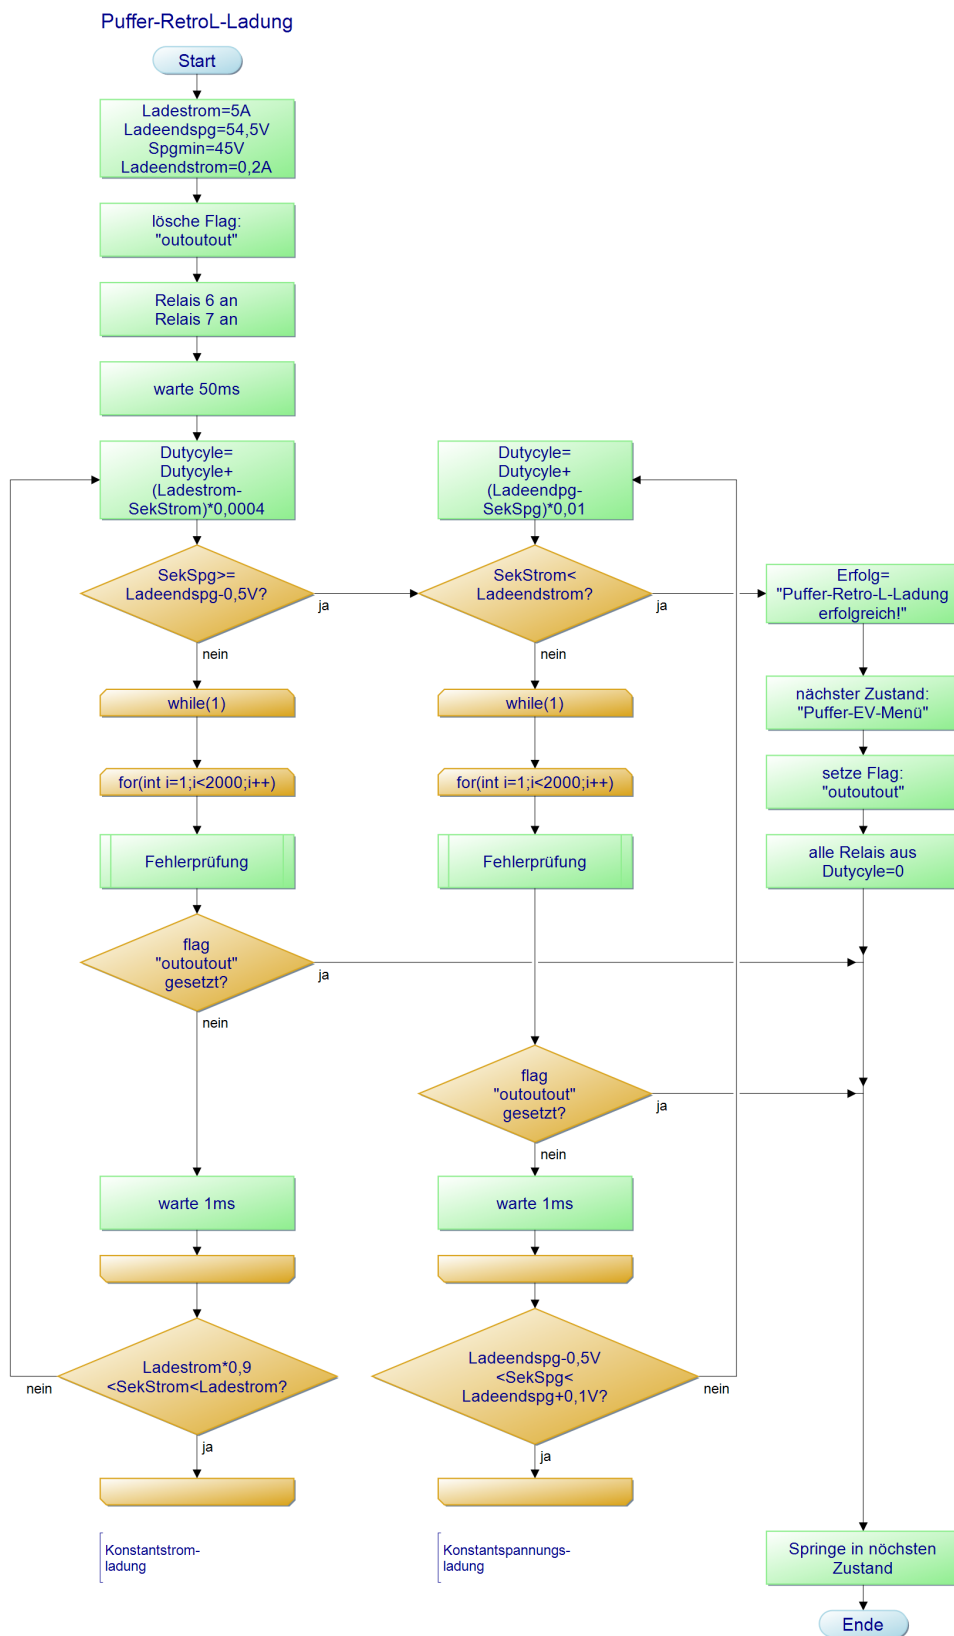 Puffer-RetroL-Ladung
Start
Ladestrom=5A
Ladeendspg=54,5V
Spgmin=45V
Ladeendstrom=0,2A
lösche Flag:
"outoutout"
Relais 6 an
Relais 7 an
warte 50ms
Dutycyle=
Dutycyle+
(Ladestrom-
SekStrom)*0,0004
SekSpg>=
Ladeendspg-0,5V?
ja
nein
while(1)
for(int i=1;i<2000;i++)
Fehlerprüfung
flag
"outoutout"
gesetzt?
ja
nein
warte 1ms
Ladestrom*0,9
<SekStrom<Ladestrom?
nein
ja
Konstantstrom-
ladung
Dutycyle=
Dutycyle+
(Ladeendpg-
SekSpg)*0,01
SekStrom<
Ladeendstrom?
ja
nein
while(1)
for(int i=1;i<2000;i++)
Fehlerprüfung
flag
"outoutout"
gesetzt?
ja
nein
warte 1ms
Ladeendspg-0,5V
<SekSpg<
Ladeendspg+0,1V?
nein
ja
Konstantspannungs-
ladung
Erfolg=
"Puffer-Retro-L-Ladung
erfolgreich!"
nächster Zustand:
"Puffer-EV-Menü"
setze Flag:
"outoutout"
alle Relais aus
Dutycyle=0
Springe in nöchsten
Zustand
Ende